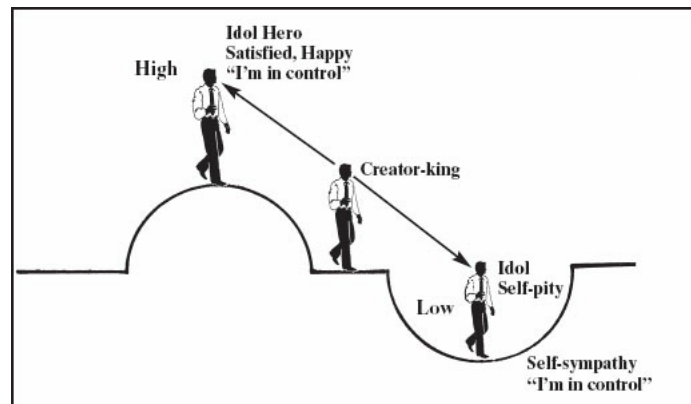 Idol Hero
Satisfied, Happy
“I’m in control”
High
Creator-king
Idol
Self-pity
Low
Self-sympathy
“I’m in control”